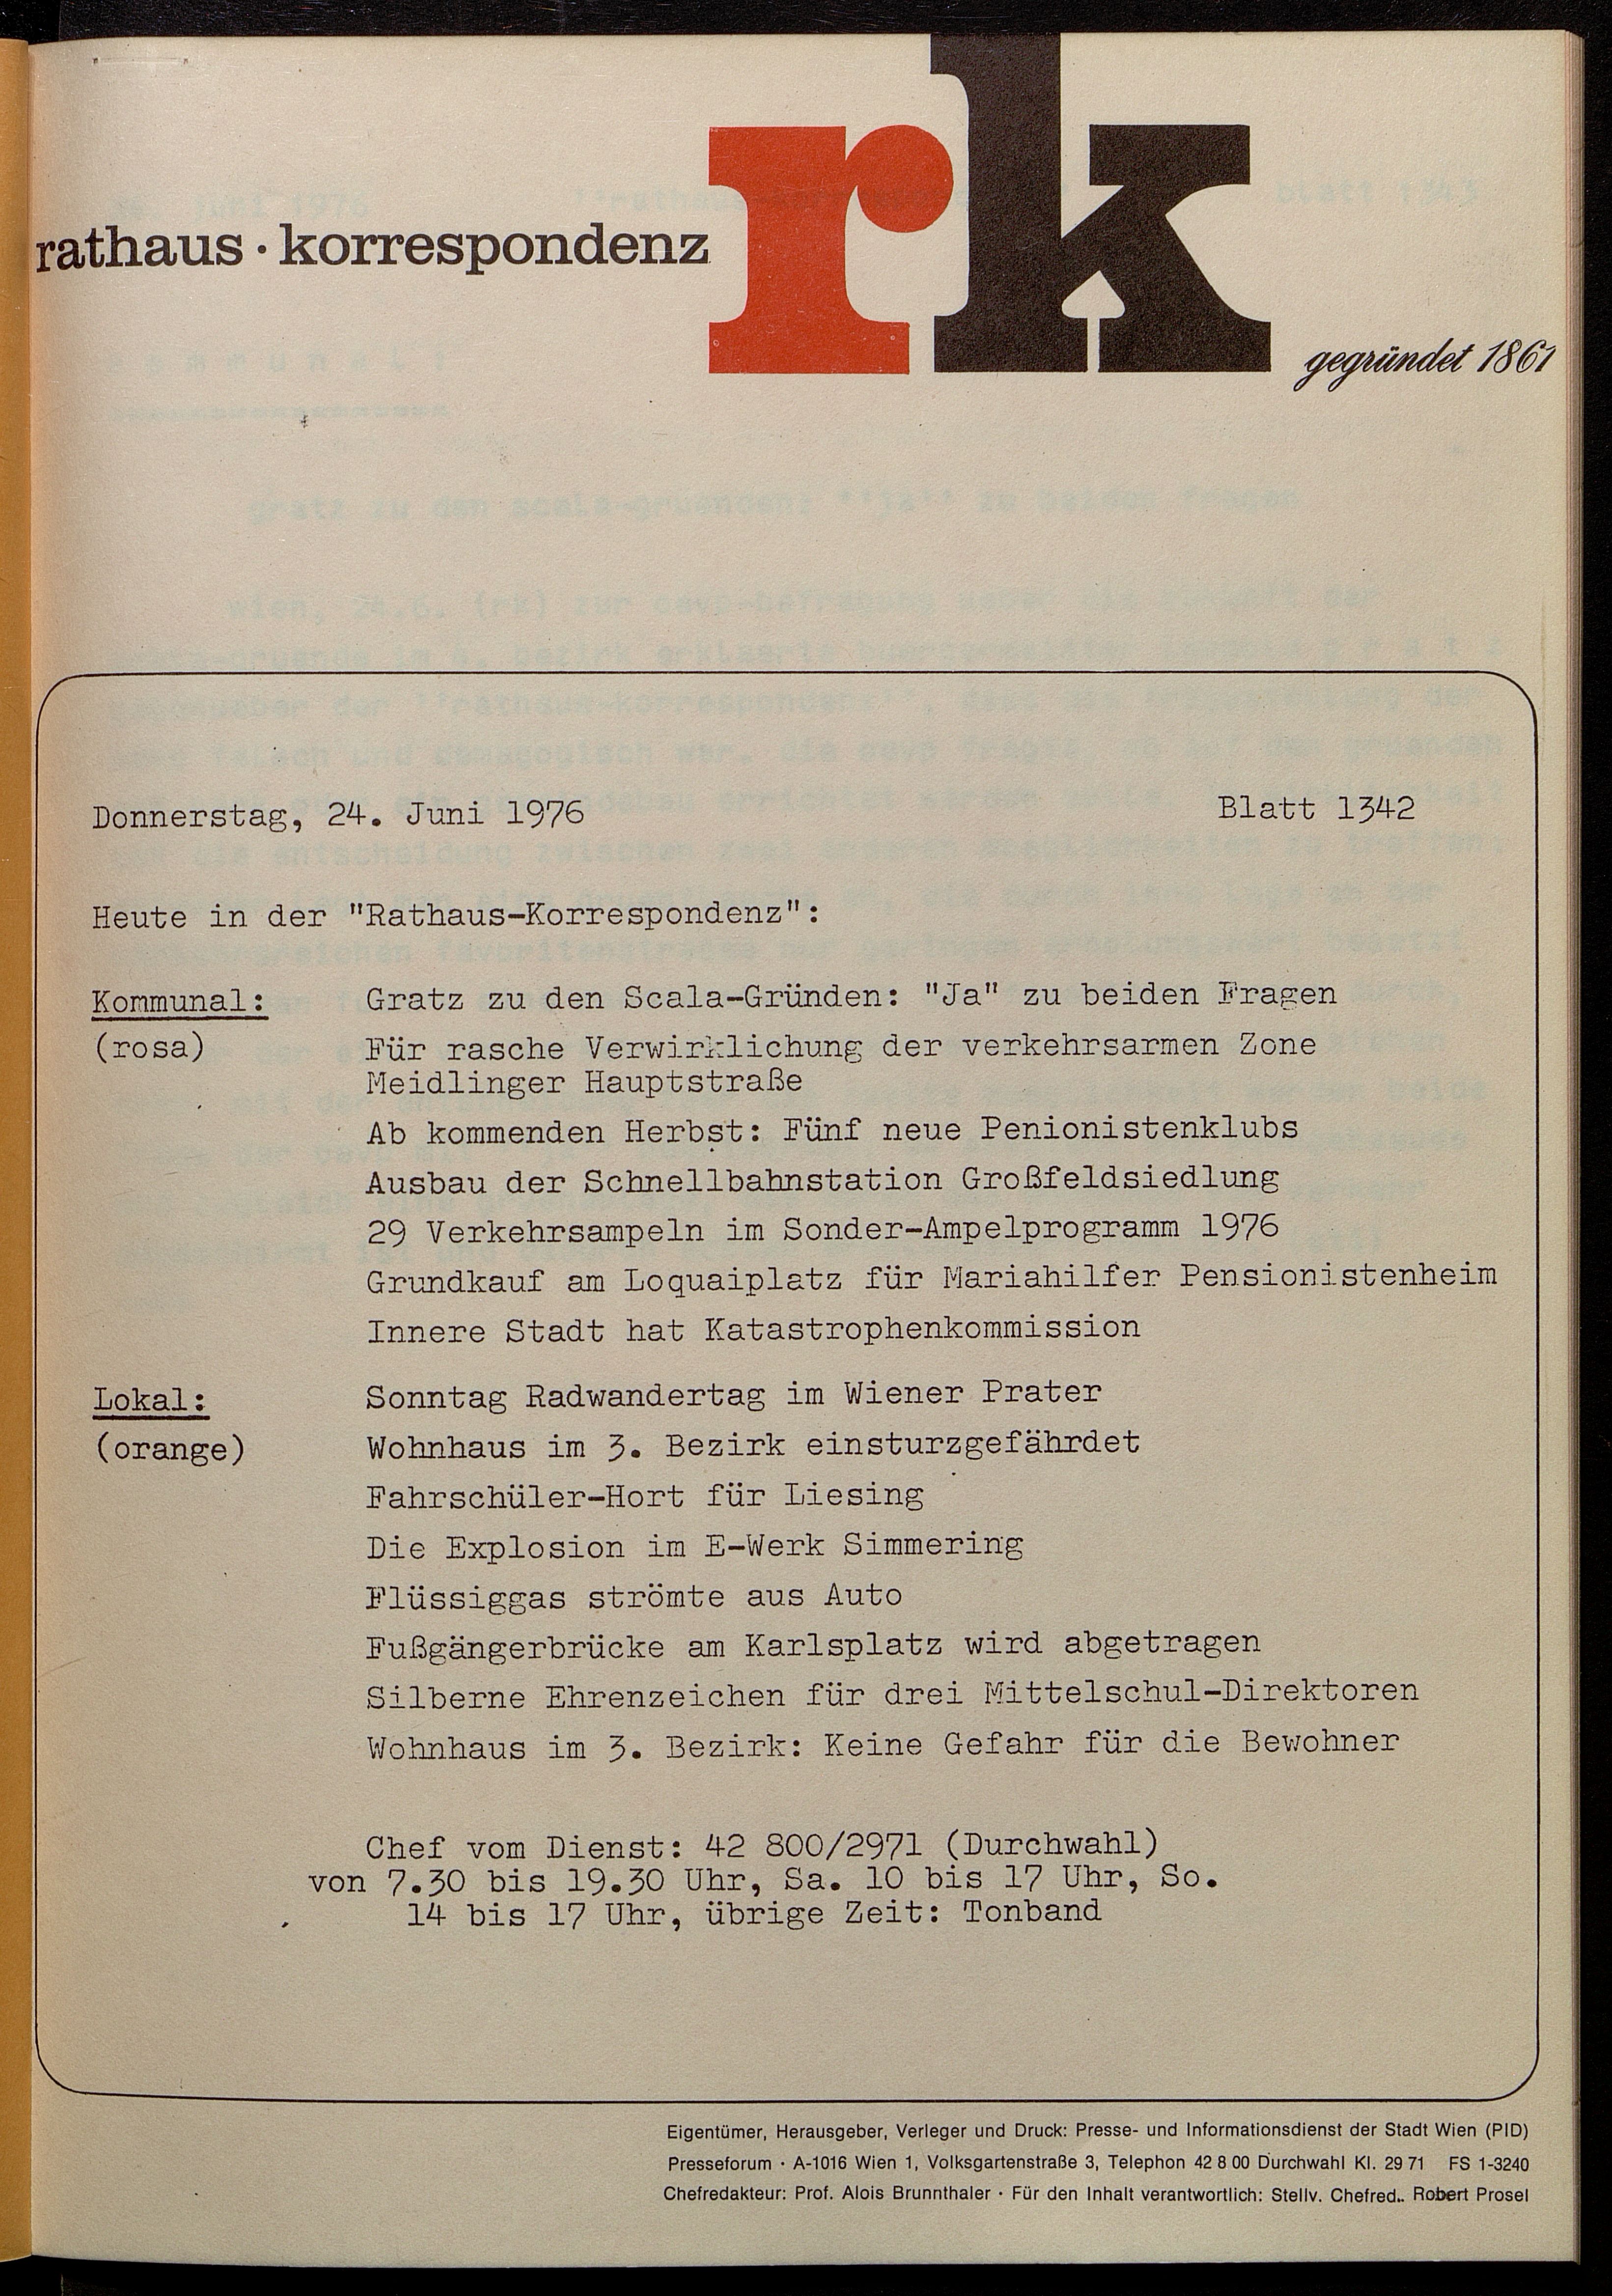 rk
rathaus · korrespondenz
gegründet 1861
Donnerstag, 24. Juni 1976 Blatt 1342
Heute in der "Rathaus-Korrespondenz":
Kommunal: Gratz zu den Scala-Gründen: "Ja" zu beiden Fragen
(rosa) Für rasche Verwirklichung der verkehrsarmen Zone
Meidlinger Hauptstraße
Ab kommenden Herbst: Fünf neue Penionistenklubs
Ausbau der Schnellbahnstation Großfeldsiedlung
29 Verkehrsampeln im Sonder-Ampelprogramm 1976
Grundkauf am Loquaiplatz für Mariahilfer Pensionistenheim
Innere Stadt hat Katastrophenkommission
Lokal: Sonntag Radwandertag im Wiener Prater
(orange) Wohnhaus im 3. Bezirk einsturzgefährdet
Fahrschüler-Hort für Liesing
Die Explosion im E-Werk Simmering
Flüssiggas strömte aus Auto
Fußgängerbrücke am Karlsplatz wird abgetragen
Silberne Ehrenzeichen für drei Mittelschul-Direktoren
Wohnhaus im 3. Bezirk: Keine Gefahr für die Bewohner
Chef vom Dienst: 42 800/2971 (Durchwahl)
von 7.30 bis 19.30 Uhr, Sa. 10 bis 17 Uhr, So.
14 bis 17 Uhr, übrige Zeit: Tonband
Eigentümer, Herausgeber, Verleger und Druck: Presse- und Informationsdienst der Stadt Wien (PID)
Presseforum · A-1016 Wien 1, Volksgartenstraße 3, Telephon 42 8 00 Durchwahl Kl. 29 71 FS 1-3240
Chefredakteur: Prof. Alois Brunnthaler · Für den Inhalt verantwortlich: Stellv. Chefred.. Robert Prosel